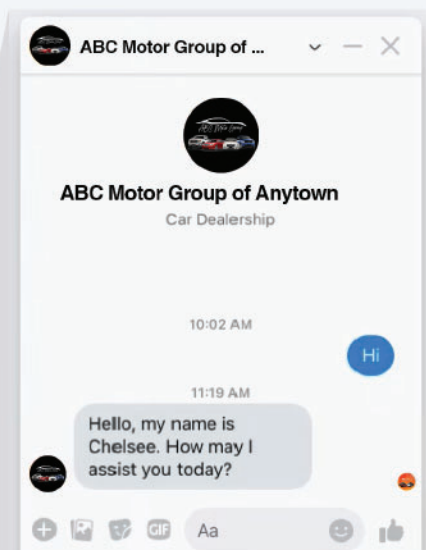 ABC Motor Group of ...
ABC Motor Group of Anytown
Car Dealership
10:02 AM
Hi
11:19 AM
Hello, my name is
Chelsee. How may I
assist you today?
GIF
Aa